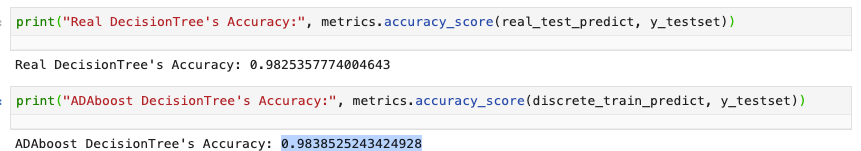 print("Real DecisionTree's Accuracy:", metrics.accuracy_score(real_test_predict, y_testset))
Real DecisionTree's Accuracy: 0.9825357774004643
print("ADAboost DecisionTree's Accuracy:", metrics.accuracy_score(discrete_train_predict, y_testset))
ADAboost DecisionTree's Accuracy: 0.9838525243424928